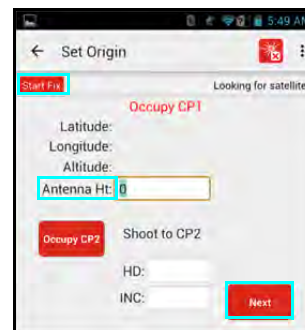 5:49 AM
Set Origin
Start Fix
Looking for satellite
Occupy CP1
Latitude:
Longitude:
Altitude:
Antenna Ht: 0
Occupy CP2
Shoot to CP2
HD:
INC:
Next